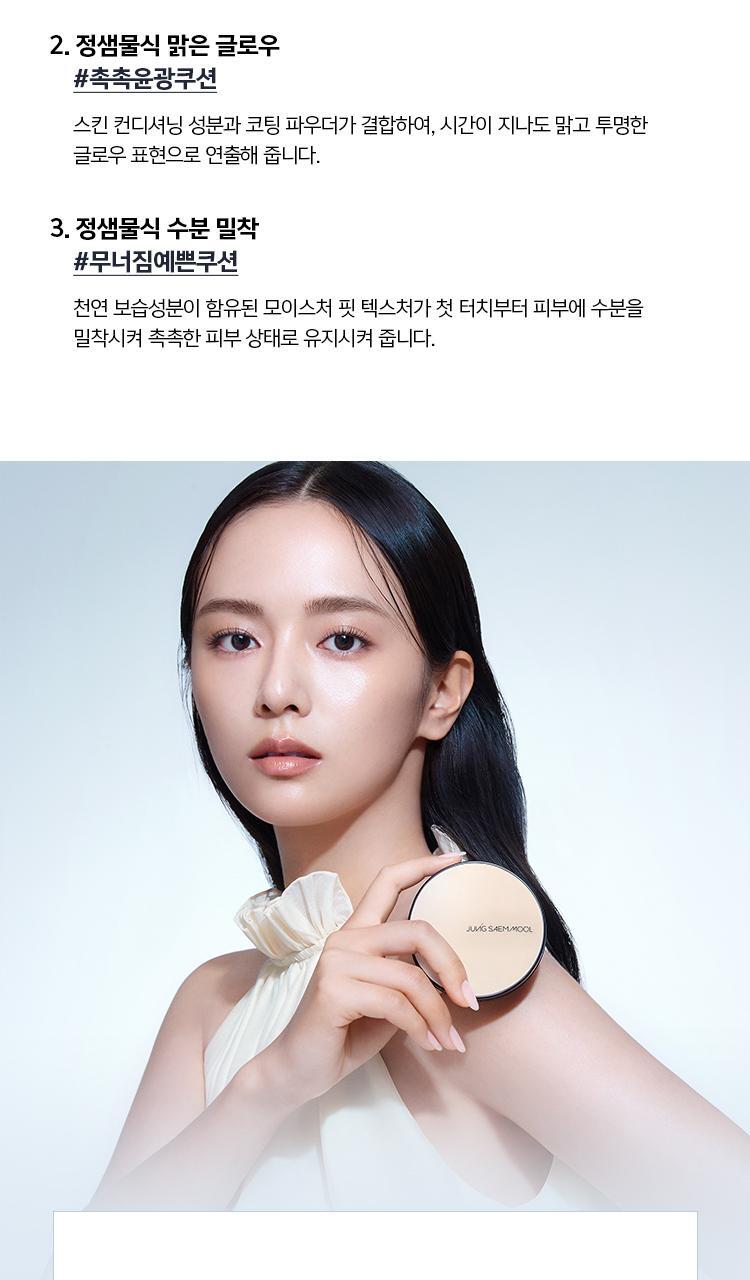 2. 정샘물식 맑은 글로우
#촉촉윤광쿠션
스킨 컨디셔닝 성분과 코팅 파우더가 결합하여, 시간이 지나도 맑고 투명한
글로우 표현으로 연출해 줍니다.
3. 정샘물식 수분 밀착
#무너짐예쁜쿠션
천연 보습성분이 함유된 모이스처 핏 텍스처가 첫 터치부터 피부에 수분을
밀착시켜 촉촉한 피부 상태로 유지시켜 줍니다.
JUNG SAEM MOOL